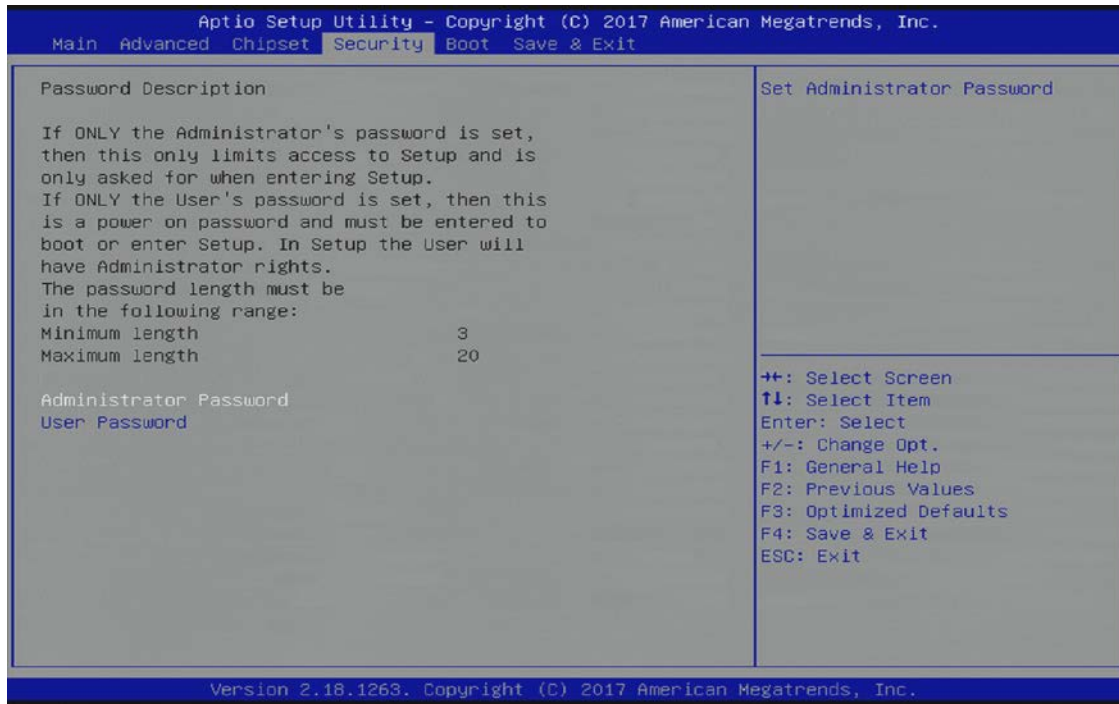 Aptio Setup Utility – Copyright (C) 2017 American Megatrends, Inc.
Main Advanced Chipset Security Boot Save & Exit
Password Description
If ONLY the Administrator's password is set,
then this only limits access to Setup and is
only asked for when entering Setup.
If ONLY the User's password is set, then this
is a power on password and must be entered to
boot or enter Setup. In Setup the User will
have Administrator rights.
The password length must be
in the following range:
Minimum length 3
Maximum length 20
Administrator Password
User Password
Set Administrator Password
→←: Select Screen
↑↓: Select Item
Enter: Select
+/-: Change Opt.
F1: General Help
F2: Previous Values
F3: Optimized Defaults
F4: Save & Exit
ESC: Exit
Version 2.18.1263. Copyright (C) 2017 American Megatrends, Inc.